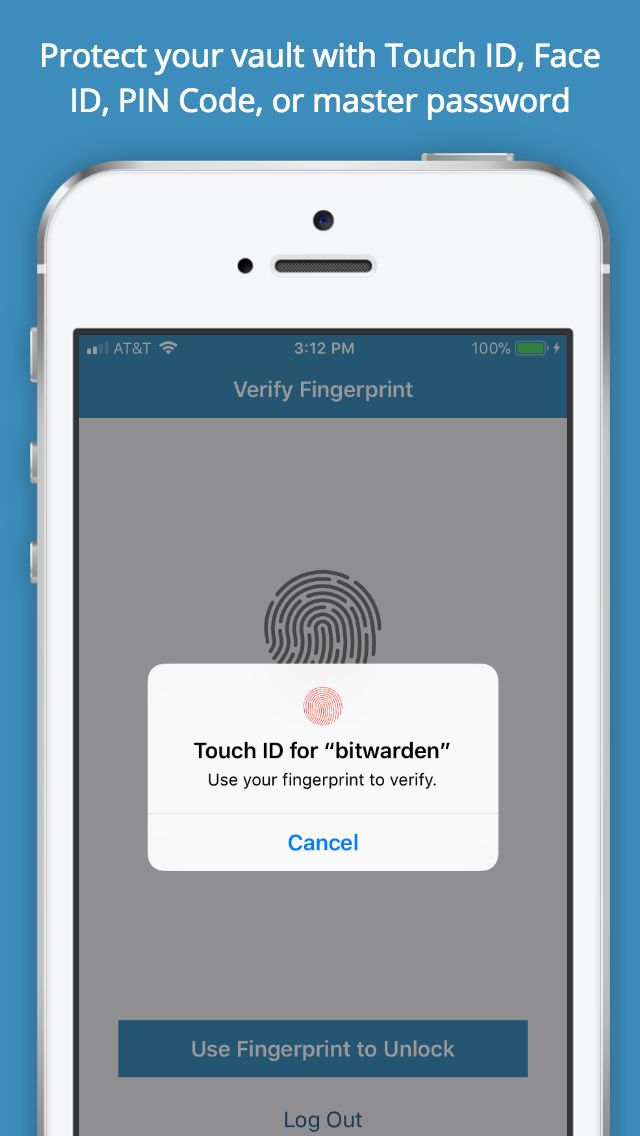 Protect your vault with Touch ID, Face
ID, PIN Code, or master password
AT&T 3:12 PM 100%
Verify Fingerprint
Touch ID for “bitwarden”
Use your fingerprint to verify.
Cancel
Use Fingerprint to Unlock
Log Out